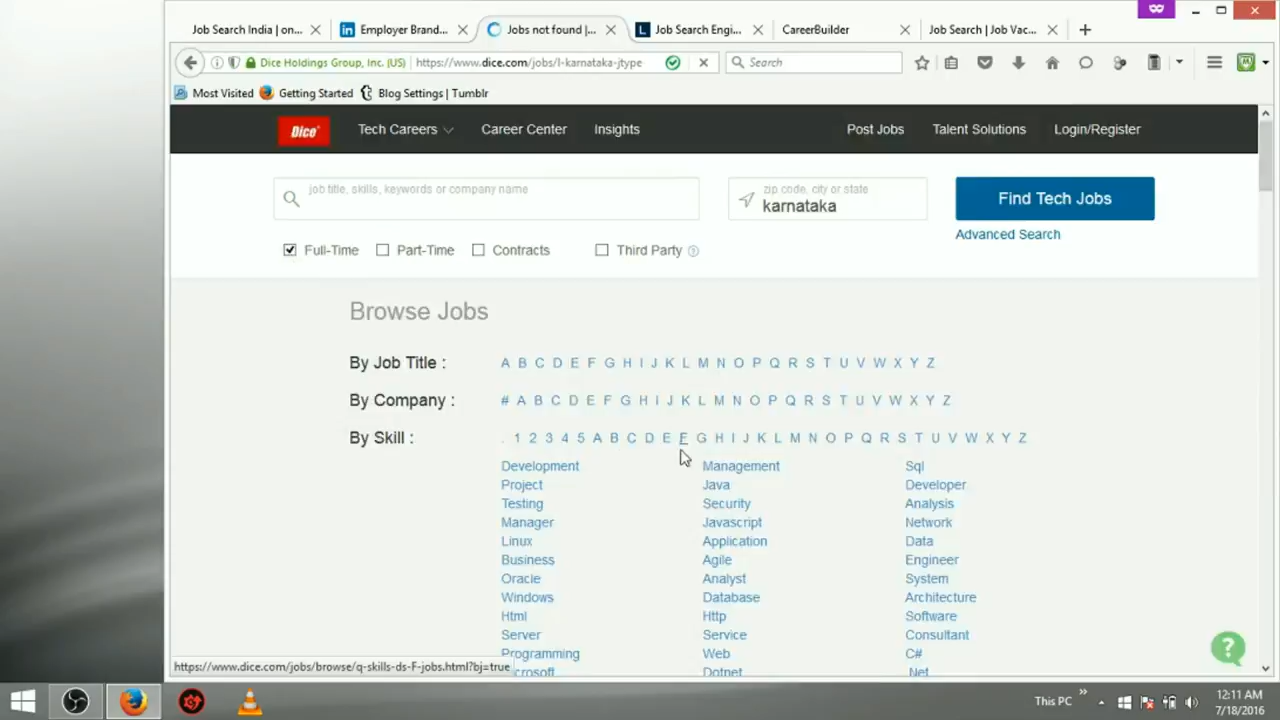 Job Search India | on...
Employer Brand...
Jobs not found |...
Job Search Engi...
CareerBuilder
Job Search | Job Vac...
Dice Holdings Group, Inc. (US)
https://www.dice.com/jobs/l-karnataka-jtype
Search
Most Visited
Getting Started
Blog Settings | Tumblr
Dice
Tech Careers
Career Center
Insights
Post Jobs
Talent Solutions
Login/Register
job title, skills, keywords or company name
zip code, city or state
karnataka
Find Tech Jobs
Advanced Search
Full-Time
Part-Time
Contracts
Third Party
Browse Jobs
By Job Title : A B C D E F G H I J K L M N O P Q R S T U V W X Y Z
By Company : # A B C D E F G H I J K L M N O P Q R S T U V W X Y Z
By Skill : . 1 2 3 4 5 A B C D E F G H I J K L M N O P Q R S T U V W X Y Z
Development Management Sql
Project Java Developer
Testing Security Analysis
Manager Javascript Network
Linux Application Data
Business Agile Engineer
Oracle Analyst System
Windows Database Architecture
Html Http Software
Server Service Consultant
Programming Web C#
Dotnet .Net
https://www.dice.com/jobs/browse/q-skills-ds-F-jobs.html?bj=true
This PC
12:11 AM
7/18/2016